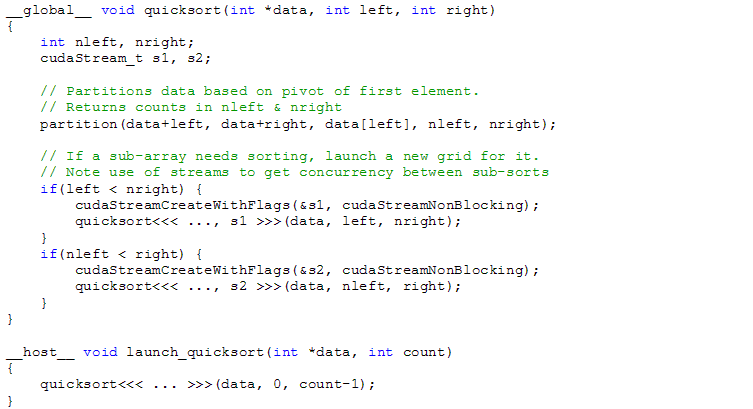 __global__ void quicksort(int *data, int left, int right)
{
    int nleft, nright;
    cudaStream_t s1, s2;

    // Partitions data based on pivot of first element.
    // Returns counts in nleft & nright
    partition(data+left, data+right, data[left], nleft, nright);

    // If a sub-array needs sorting, launch a new grid for it.
    // Note use of streams to get concurrency between sub-sorts
    if(left < nright) {
        cudaStreamCreateWithFlags(&s1, cudaStreamNonBlocking);
        quicksort<<< ..., s1 >>>(data, left, nright);
    }
    if(nleft < right) {
        cudaStreamCreateWithFlags(&s2, cudaStreamNonBlocking);
        quicksort<<< ..., s2 >>>(data, nleft, right);
    }
}

__host__ void launch_quicksort(int *data, int count)
{
    quicksort<<< ... >>>(data, 0, count-1);
}